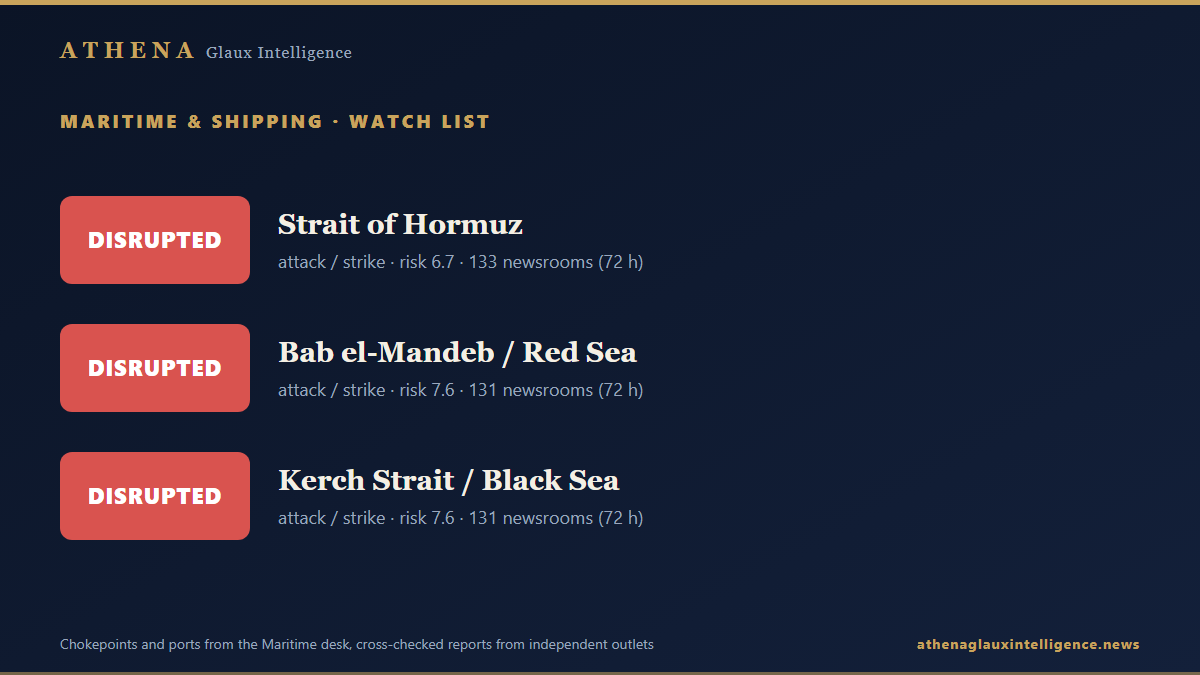 ATHENA Glaux Intelligence
MARITIME & SHIPPING · WATCH LIST
DISRUPTED
Strait of Hormuz
attack / strike · risk 6.7 · 133 newsrooms (72 h)
DISRUPTED
Bab el-Mandeb / Red Sea
attack / strike · risk 7.6 · 131 newsrooms (72 h)
DISRUPTED
Kerch Strait / Black Sea
attack / strike · risk 7.6 · 131 newsrooms (72 h)
Chokepoints and ports from the Maritime desk, cross-checked reports from independent outlets
athenaglauxintelligence.news